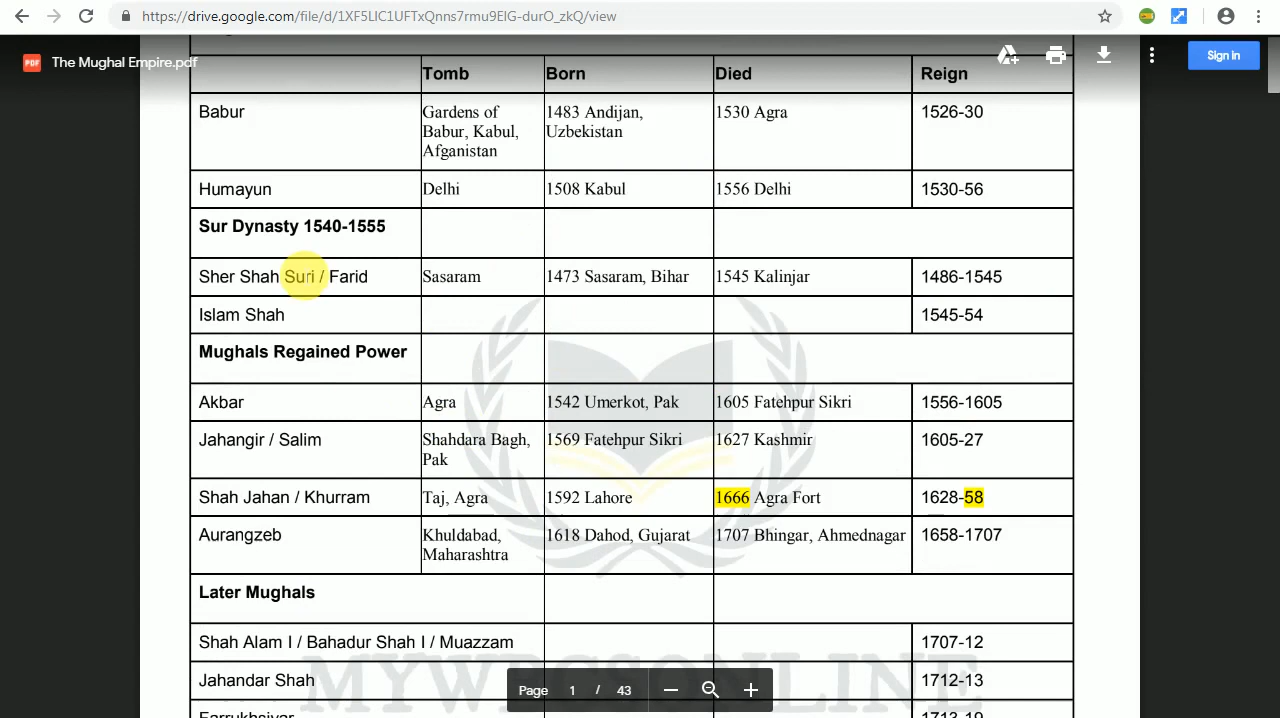 https://drive.google.com/file/d/1XF5LIC1UFTxQnns7rmu9EIG-durO_zkQ/view
PDF The Mughal Empire.pdf
Sign in
Tomb Born Died Reign
Babur Gardens of Babur, Kabul, Afganistan 1483 Andijan, Uzbekistan 1530 Agra 1526-30
Humayun Delhi 1508 Kabul 1556 Delhi 1530-56
Sur Dynasty 1540-1555
Sher Shah Suri / Farid Sasaram 1473 Sasaram, Bihar 1545 Kalinjar 1486-1545
Islam Shah 1545-54
Mughals Regained Power
Akbar Agra 1542 Umerkot, Pak 1605 Fatehpur Sikri 1556-1605
Jahangir / Salim Shahdara Bagh, Pak 1569 Fatehpur Sikri 1627 Kashmir 1605-27
Shah Jahan / Khurram Taj, Agra 1592 Lahore 1666 Agra Fort 1628-58
Aurangzeb Khuldabad, Maharashtra 1618 Dahod, Gujarat 1707 Bhingar, Ahmednagar 1658-1707
Later Mughals
Shah Alam I / Bahadur Shah I / Muazzam 1707-12
Jahandar Shah 1712-13
MYWBCSONLINE
Page 1 / 43
Farrukhsiyar 1713-19